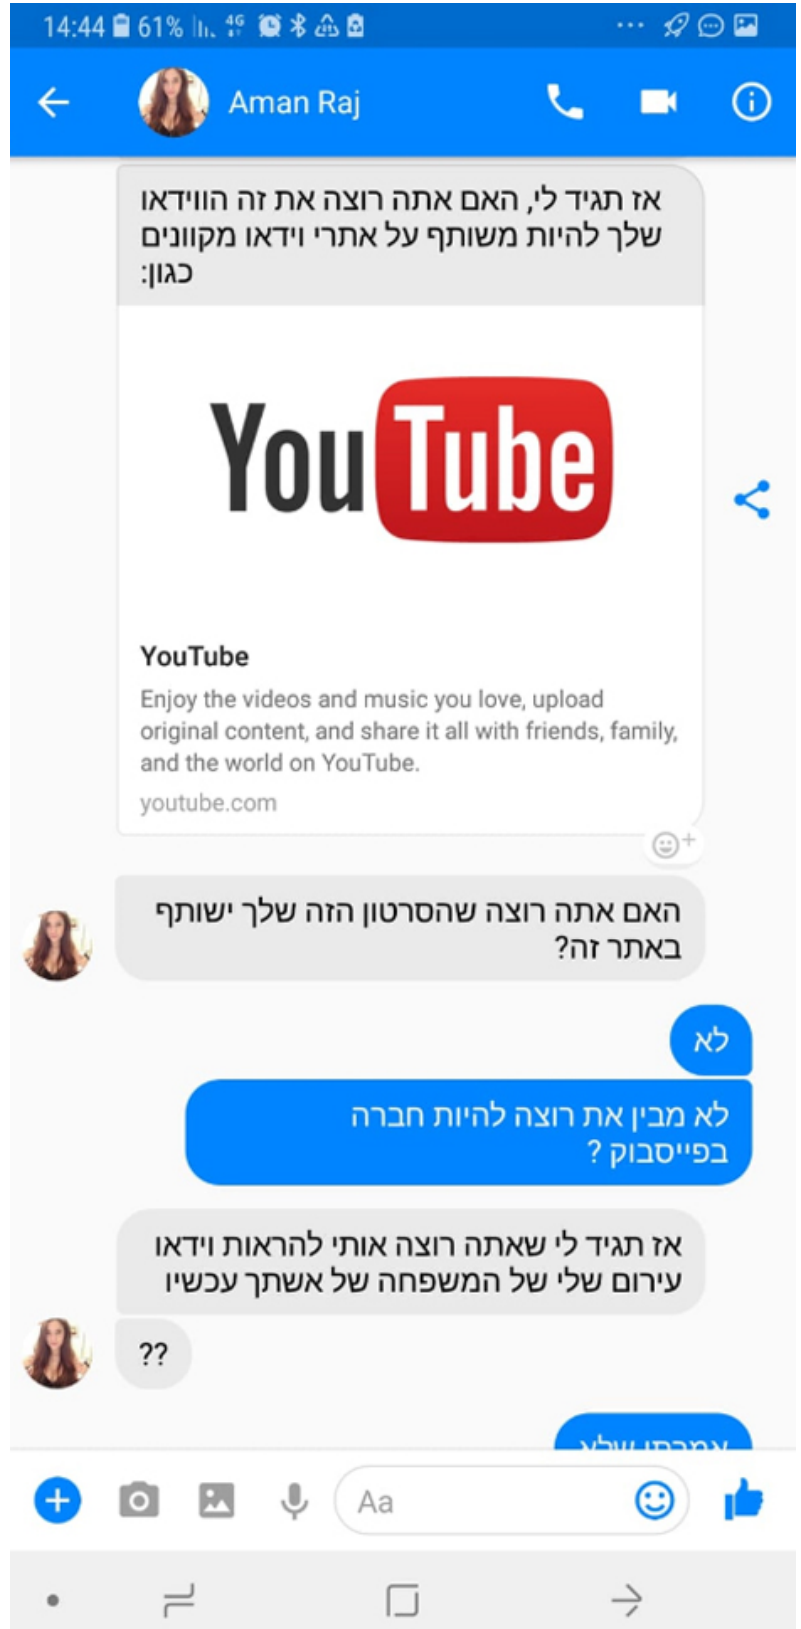 14:44 61% 4G
Aman Raj
אז תגיד לי, האם אתה רוצה את זה הווידאו
שלך להיות משותף על אתרי וידאו מקוונים
כגון:
YouTube
YouTube
Enjoy the videos and music you love, upload
original content, and share it all with friends, family,
and the world on YouTube.
youtube.com
האם אתה רוצה שהסרטון הזה שלך ישותף
באתר זה?
לא
לא מבין את רוצה להיות חברה
בפייסבוק ?
אז תגיד לי שאתה רוצה אותי להראות וידאו
עירום שלי של המשפחה של אשתך עכשיו
??
אמרתי שלא
Aa